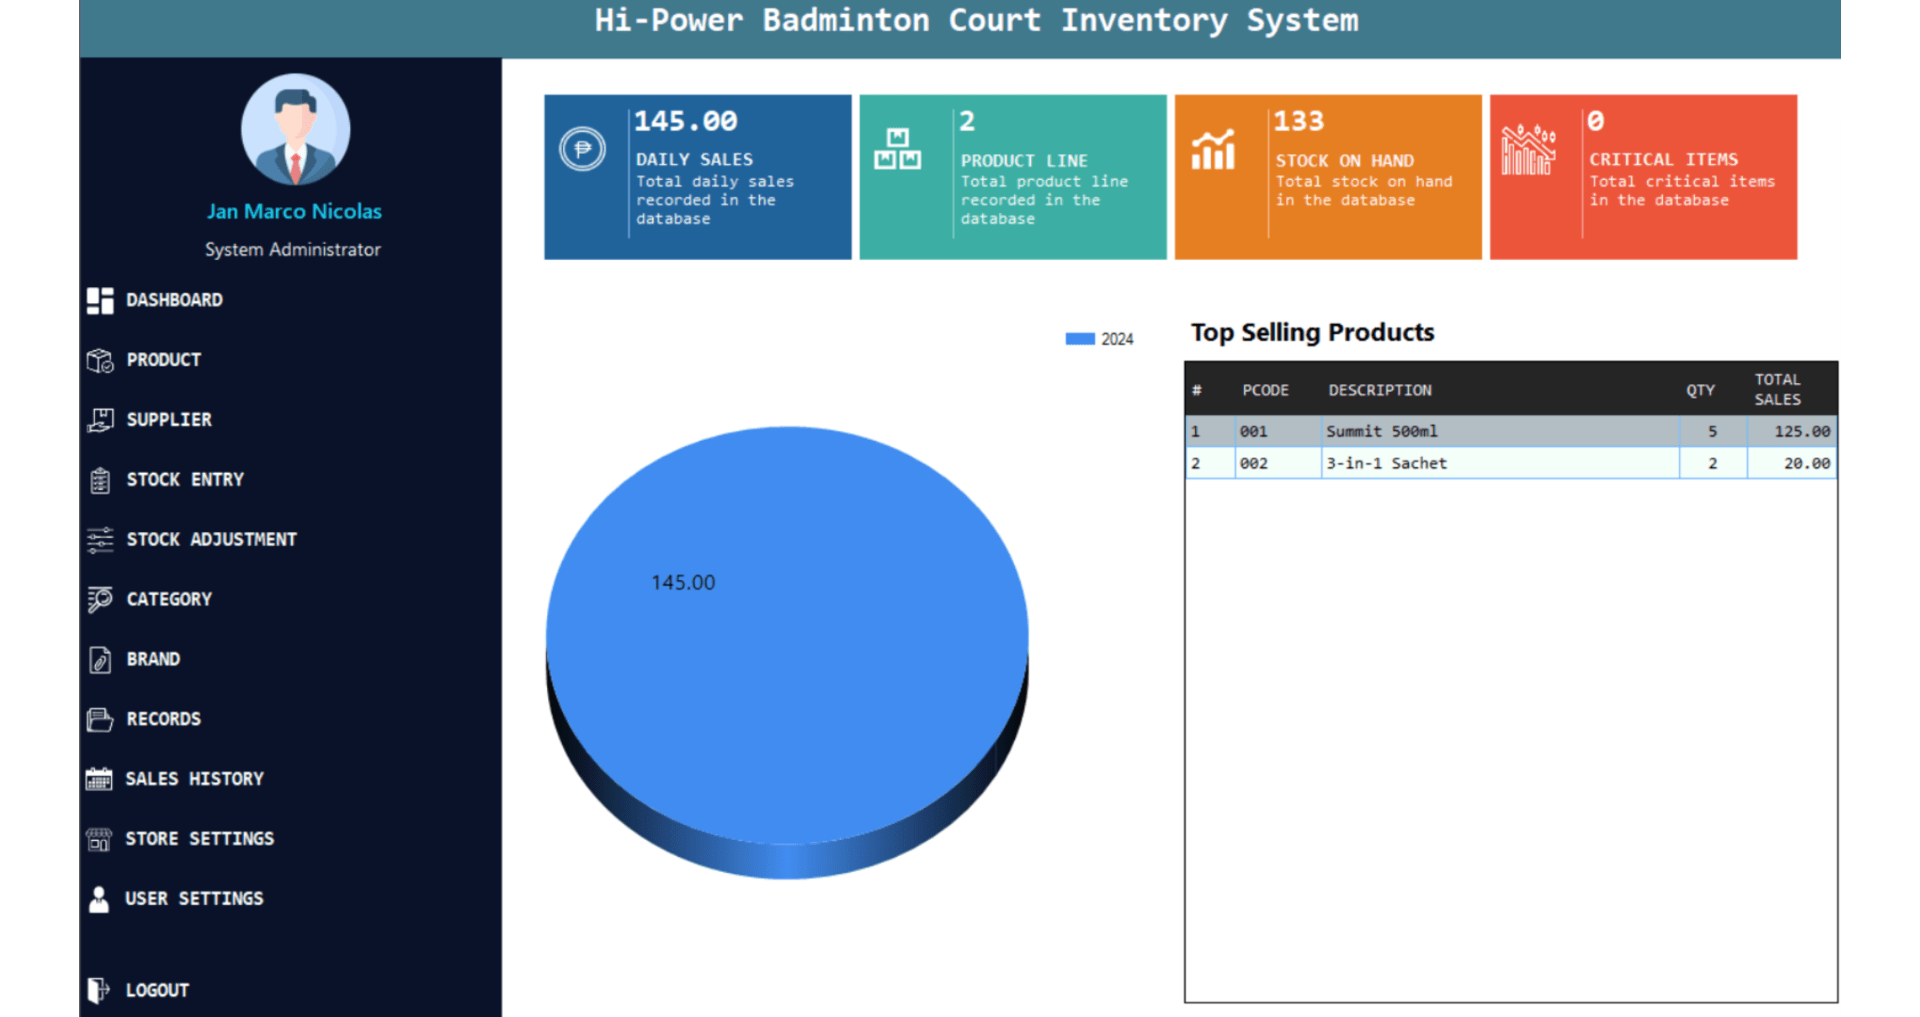 Hi-Power Badminton Court Inventory System
Jan Marco Nicolas
System Administrator
DASHBOARD
PRODUCT
SUPPLIER
STOCK ENTRY
STOCK ADJUSTMENT
CATEGORY
BRAND
RECORDS
SALES HISTORY
STORE SETTINGS
USER SETTINGS
LOGOUT
145.00
DAILY SALES
Total daily sales
recorded in the
database
2
PRODUCT LINE
Total product line
recorded in the
database
133
STOCK ON HAND
Total stock on hand
in the database
0
CRITICAL ITEMS
Total critical items
in the database
2024
145.00
Top Selling Products
# PCODE DESCRIPTION QTY TOTAL SALES
1 001 Summit 500ml 5 125.00
2 002 3-in-1 Sachet 2 20.00